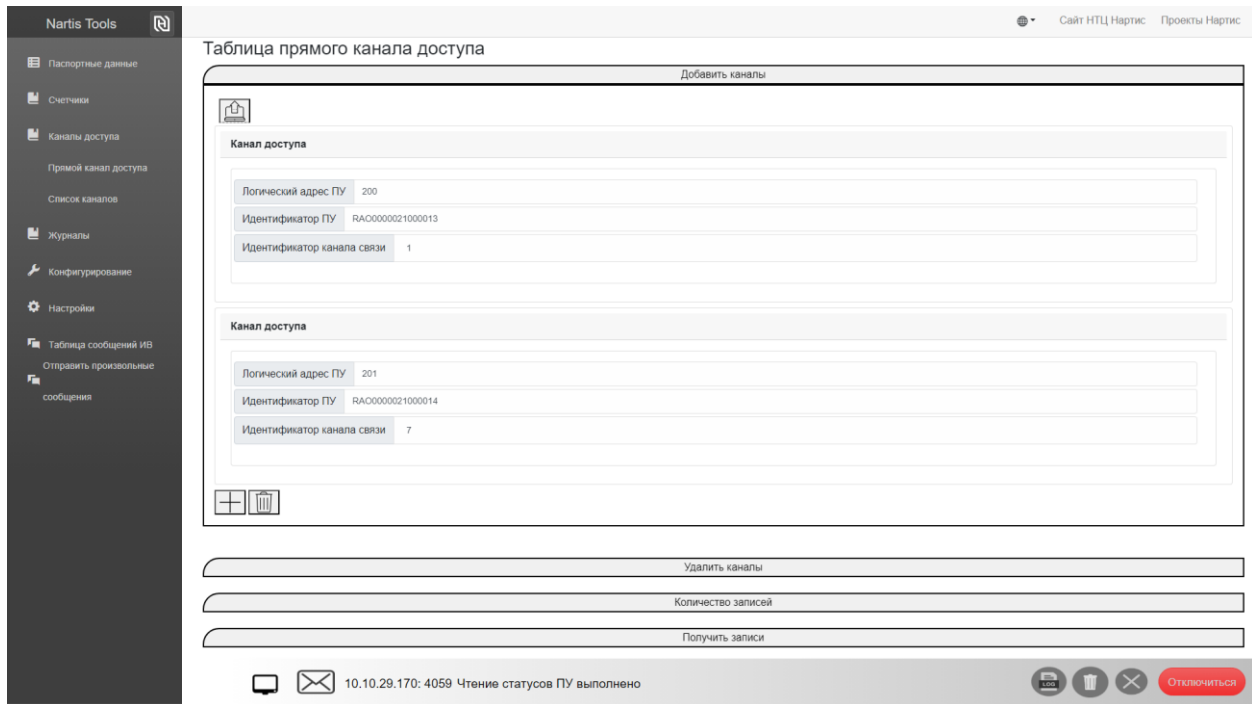 Nartis Tools
Сайт НТЦ Нартис Проекты Нартис
Паспортные данные
Счетчики
Каналы доступа
Прямой канал доступа
Список каналов
Журналы
Конфигурирование
Настройки
Таблица сообщений ИВ
Отправить произвольные
сообщения
Таблица прямого канала доступа
Добавить каналы
Канал доступа
Логический адрес ПУ 200
Идентификатор ПУ RAO0000021000013
Идентификатор канала связи 1
Канал доступа
Логический адрес ПУ 201
Идентификатор ПУ RAO0000021000014
Идентификатор канала связи 7
Удалить каналы
Количество записей
Получить записи
10.10.29.170: 4059 Чтение статусов ПУ выполнено
LOG
Отключиться